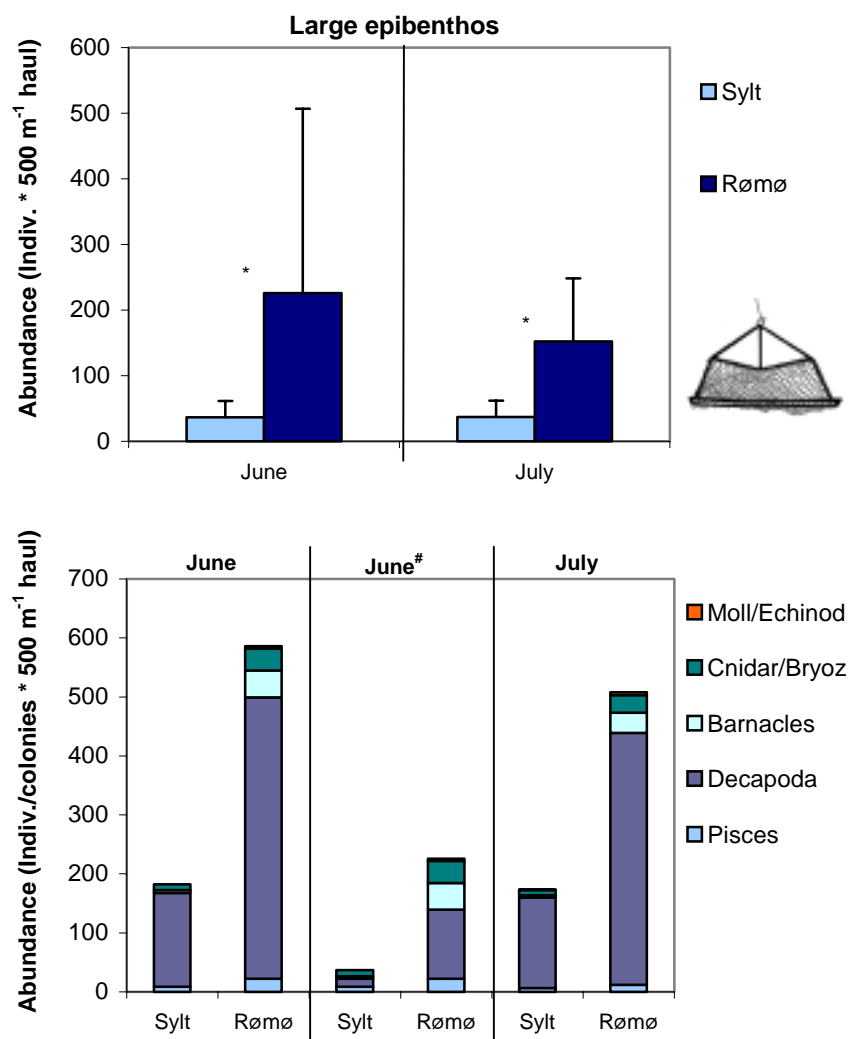 Large epibenthos
Abundance (Indiv. * 500 m⁻¹ haul)
600
500
400
300
200
100
0
*
*
June
July
Sylt
Rømø
Abundance (Indiv./colonies * 500 m⁻¹ haul)
June
June#
July
700
600
500
400
300
200
100
0
Sylt
Rømø
Sylt
Rømø
Sylt
Rømø
Moll/Echinod
Cnidar/Bryoz
Barnacles
Decapoda
Pisces